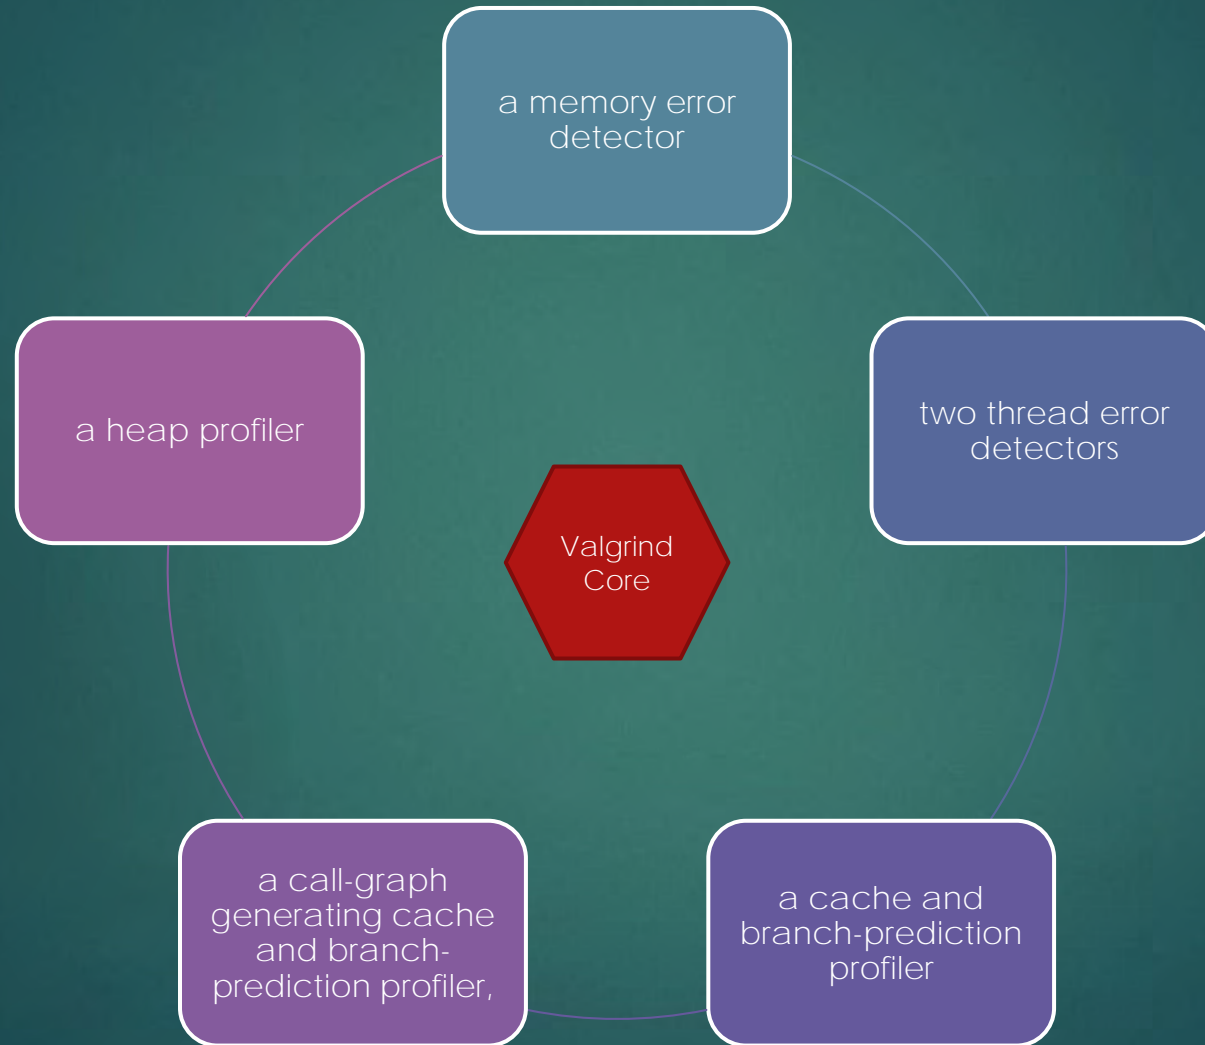 a memory error
detector
two thread error
detectors
a heap profiler
Valgrind
Core
a call-graph
generating cache
and branch-
prediction profiler,
a cache and
branch-prediction
profiler